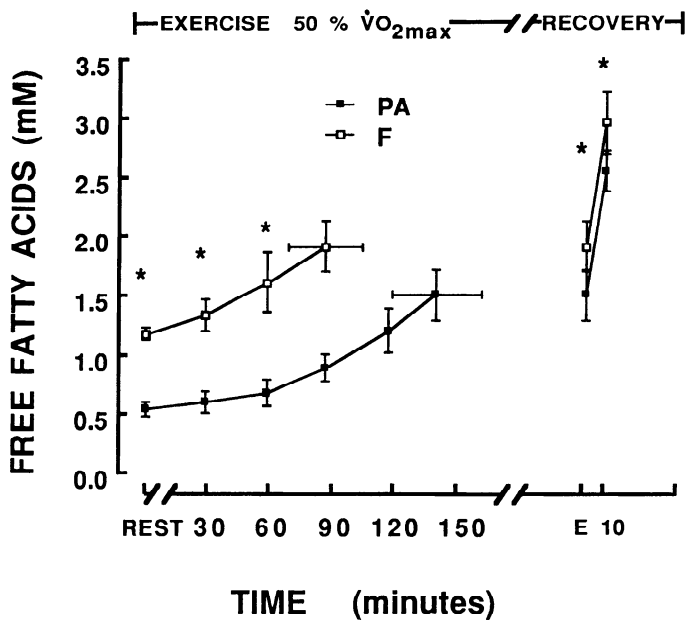 EXERCISE 50 % V̇O2max RECOVERY
3.5
3.0
2.5
2.0
1.5
1.0
0.5
0.0
FREE FATTY ACIDS (mM)
PA
F
* * * * *
REST 30 60 90 120 150 E 10
TIME (minutes)